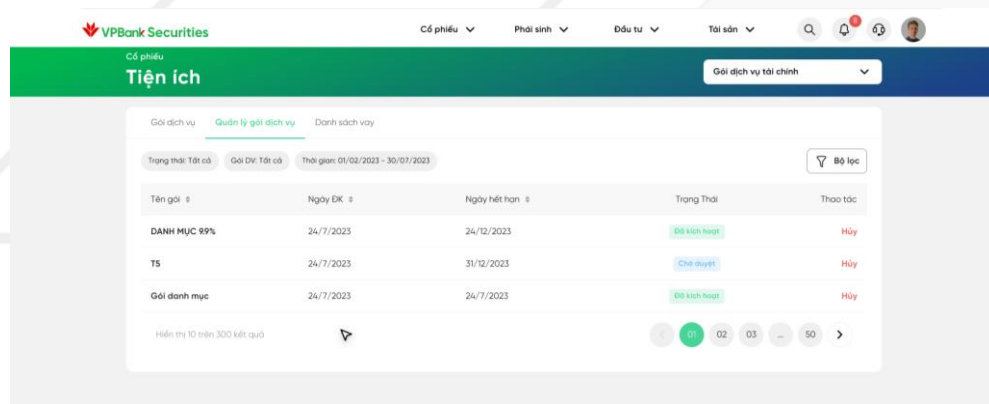 VPBank Securities
Cổ phiếu Phái sinh Đầu tư Tài sản 8
Cổ phiếu
Tiện ích
Gói dịch vụ tài chính
Gói dịch vụ Quản lý gói dịch vụ Danh sách vay
Trạng thái: Tất cả Gói DV: Tất cả Thời gian: 01/02/2023 - 30/07/2023 Bộ lọc
Tên gói Ngày ĐK Ngày hết hạn Trạng Thái Thao tác
DANH MỤC 9.9% 24/7/2023 24/12/2023 Đã kích hoạt Hủy
T5 24/7/2023 31/12/2023 Chờ duyệt Hủy
Gói danh mục 24/7/2023 24/7/2023 Đã kích hoạt Hủy
Hiển thị 10 trên 300 kết quả 01 02 03 ... 50